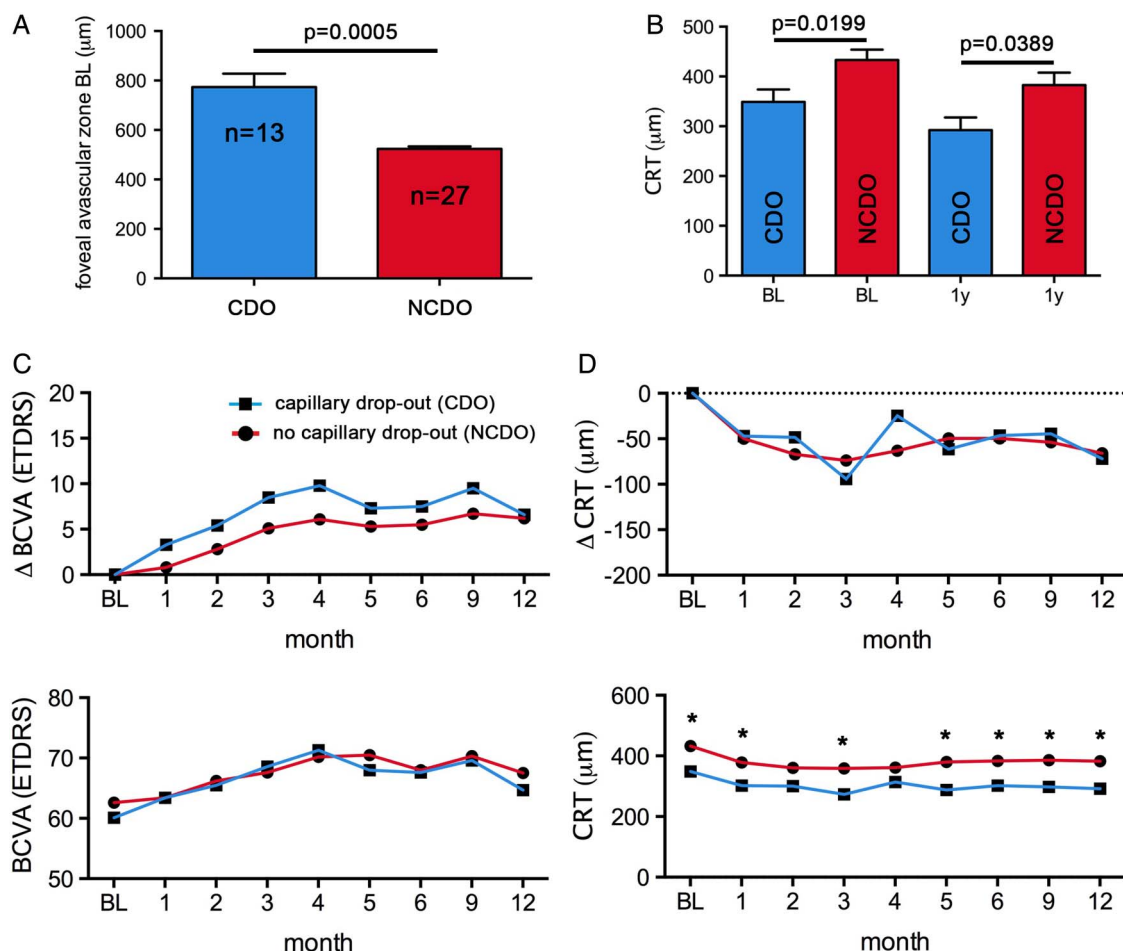 A
foveal avascular zone BL (μm)
1000
800
600
400
200
0
p=0.0005
n=13
n=27
CDO
NCDO
B
CRT (μm)
500
400
300
200
100
0
p=0.0199
p=0.0389
CDO
NCDO
CDO
NCDO
BL
BL
1y
1y
C
Δ BCVA (ETDRS)
20
15
10
5
0
capillary drop-out (CDO)
no capillary drop-out (NCDO)
BL 1 2 3 4 5 6 9 12
month
D
Δ CRT (μm)
0
-50
-100
-150
-200
BL 1 2 3 4 5 6 9 12
month
BCVA (ETDRS)
80
70
60
50
BL 1 2 3 4 5 6 9 12
month
CRT (μm)
600
400
200
0
* * * * * * *
BL 1 2 3 4 5 6 9 12
month